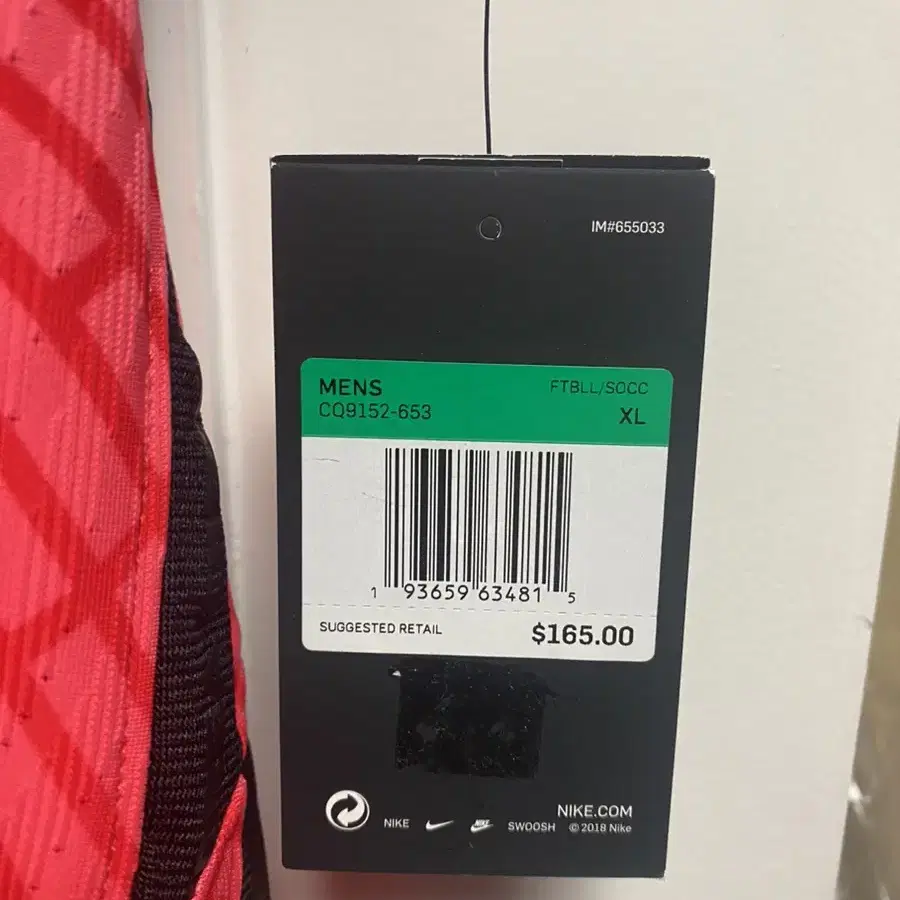 IM#655033
MENS FTBLL/SOCC
CQ9152-653 XL
1 93659 63481 5
SUGGESTED RETAIL $165.00
NIKE.COM
NIKE SWOOSH © 2018 Nike